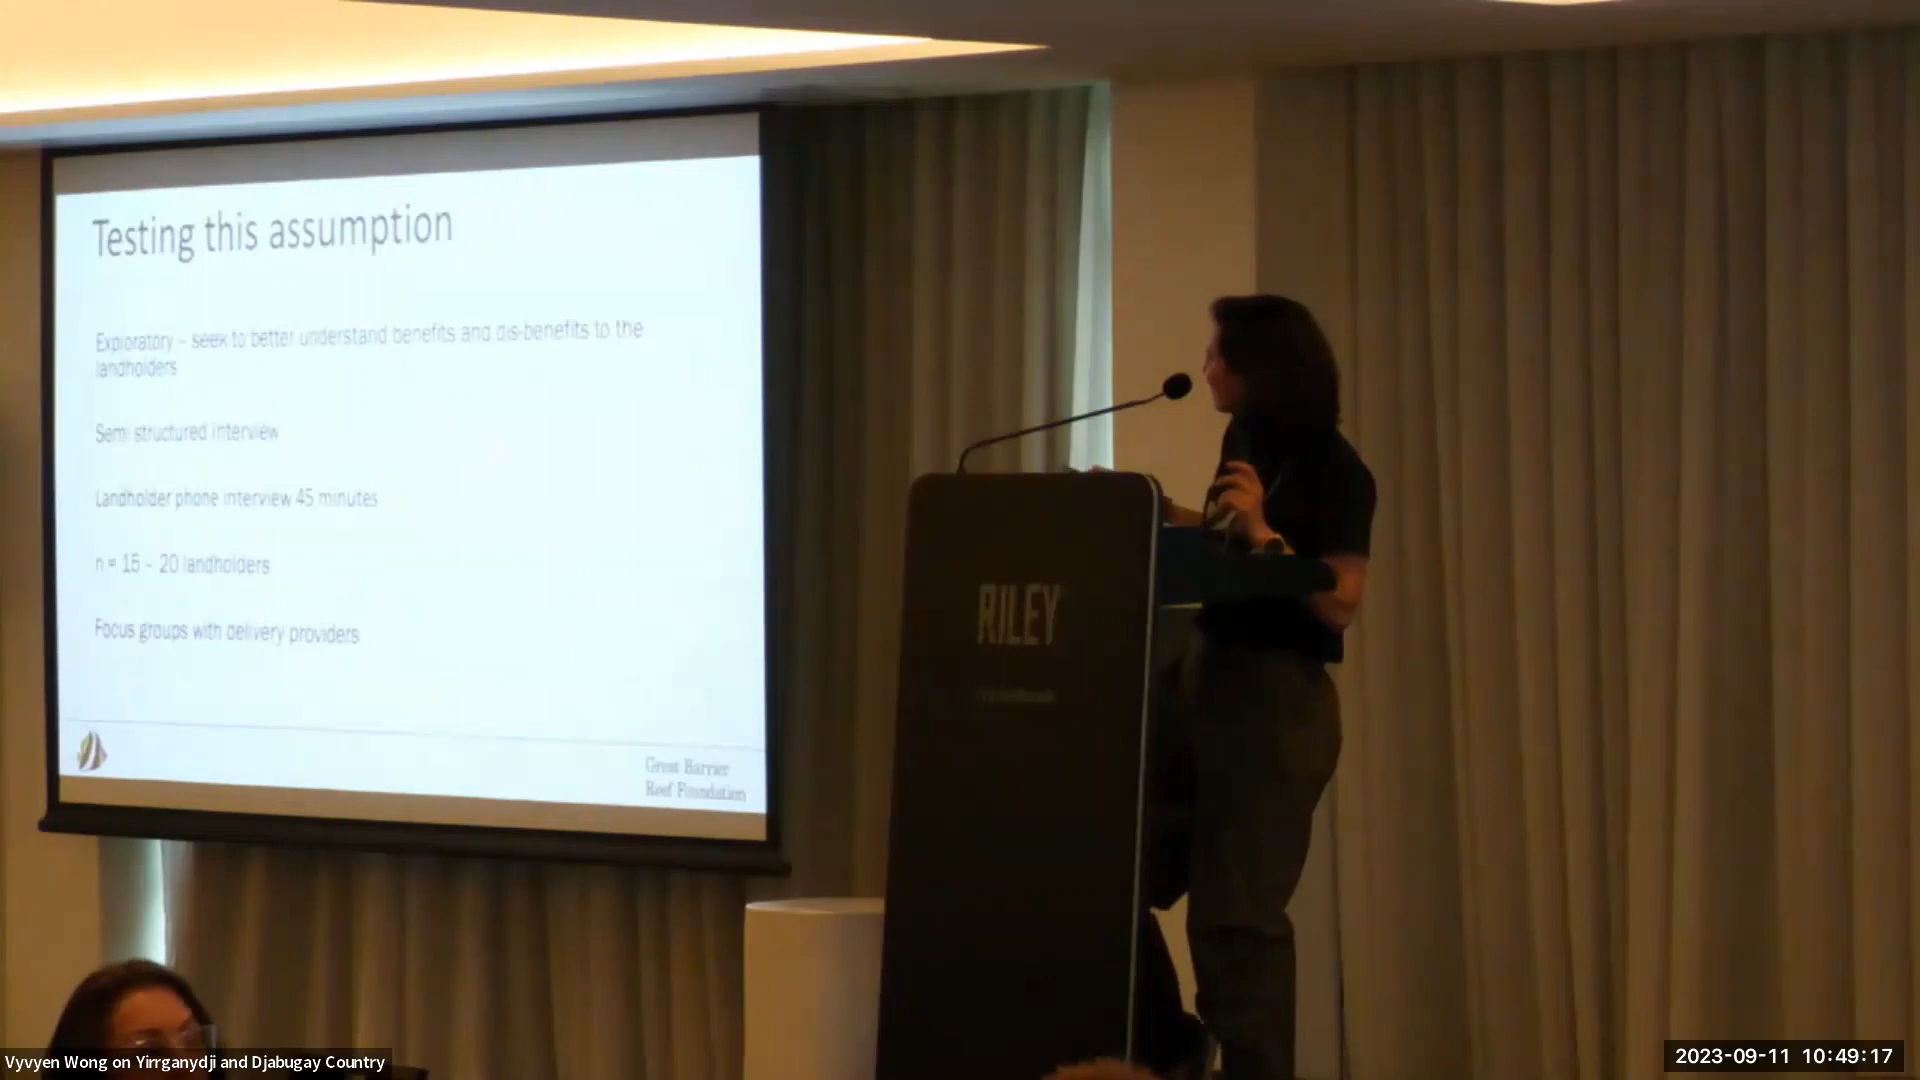 Testing this assumption
Exploratory – seek to better understand benefits and dis-benefits to the
landholders
Semi structured interview
Landholder phone interview 45 minutes
n = 15 - 20 landholders
Focus groups with delivery providers
Great Barrier
Reef Foundation
RILEY
Vyvyen Wong on Yirrganydji and Djabugay Country
2023-09-11 10:49:17